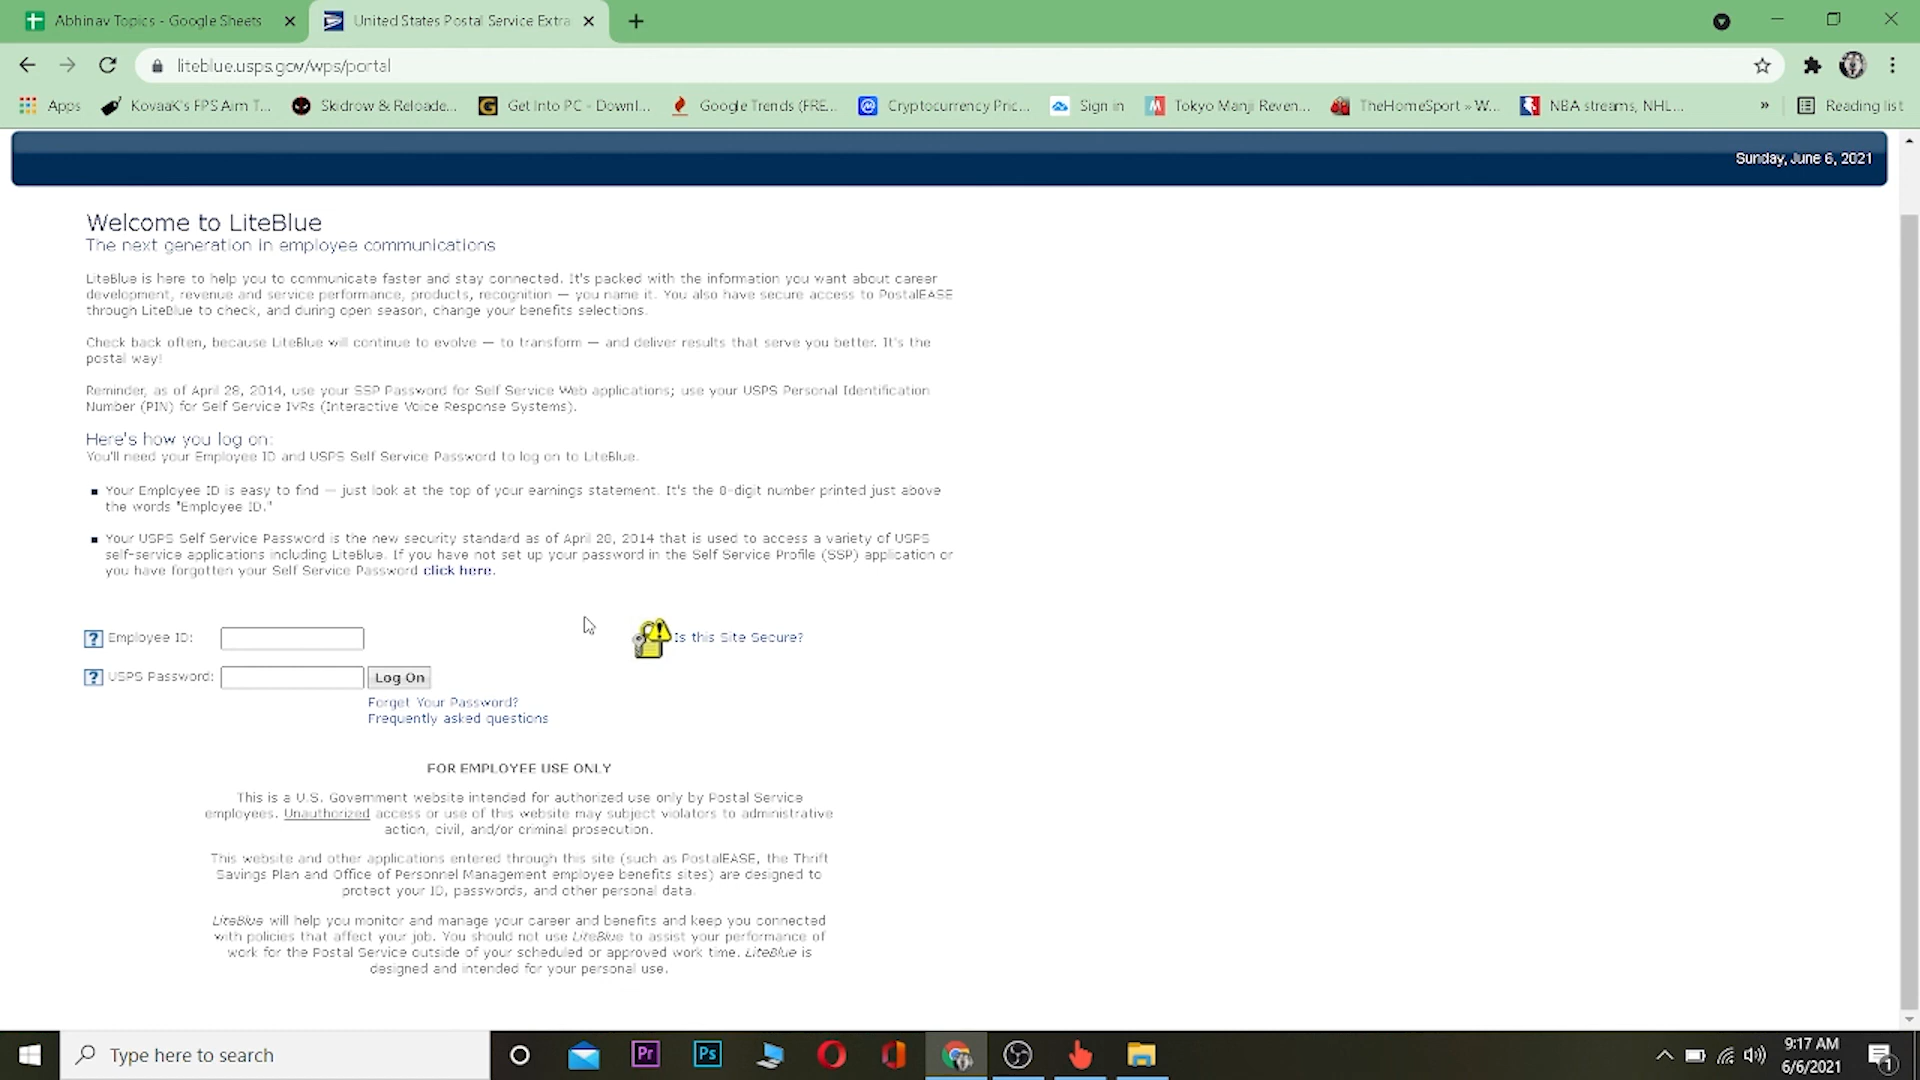 Abhinav Topics - Google Sheets
United States Postal Service Extra
liteblue.usps.gov/wps/portal
Apps
KovaaK's FPS Aim T...
Skidrow & Reloade...
Get Into PC - Downl...
Google Trends (FRE...
Cryptocurrency Pric...
Sign in
Tokyo Manji Reven...
TheHomeSport » W...
NBA streams, NHL...
»
Reading list
Sunday, June 6, 2021
Welcome to LiteBlue
The next generation in employee communications
LiteBlue is here to help you to communicate faster and stay connected. It's packed with the information you want about career
development, revenue and service performance, products, recognition — you name it. You also have secure access to PostalEASE
through LiteBlue to check, and during open season, change your benefits selections.
Check back often, because LiteBlue will continue to evolve — to transform — and deliver results that serve you better. It's the
postal way!
Reminder, as of April 28, 2014, use your SSP Password for Self Service Web applications; use your USPS Personal Identification
Number (PIN) for Self Service IVRs (Interactive Voice Response Systems).
Here's how you log on:
You'll need your Employee ID and USPS Self Service Password to log on to LiteBlue.
Your Employee ID is easy to find — just look at the top of your earnings statement. It's the 8-digit number printed just above
the words "Employee ID."
Your USPS Self Service Password is the new security standard as of April 28, 2014 that is used to access a variety of USPS
self-service applications including LiteBlue. If you have not set up your password in the Self Service Profile (SSP) application or
you have forgotten your Self Service Password click here.
Employee ID:
Is this Site Secure?
USPS Password:
Log On
Forget Your Password?
Frequently asked questions
FOR EMPLOYEE USE ONLY
This is a U.S. Government website intended for authorized use only by Postal Service
employees. Unauthorized access or use of this website may subject violators to administrative
action, civil, and/or criminal prosecution.
This website and other applications entered through this site (such as PostalEASE, the Thrift
Savings Plan and Office of Personnel Management employee benefits sites) are designed to
protect your ID, passwords, and other personal data.
LiteBlue will help you monitor and manage your career and benefits and keep you connected
with policies that affect your job. You should not use LiteBlue to assist your performance of
work for the Postal Service outside of your scheduled or approved work time. LiteBlue is
designed and intended for your personal use.
Type here to search
Pr
Ps
9:17 AM
6/6/2021
1